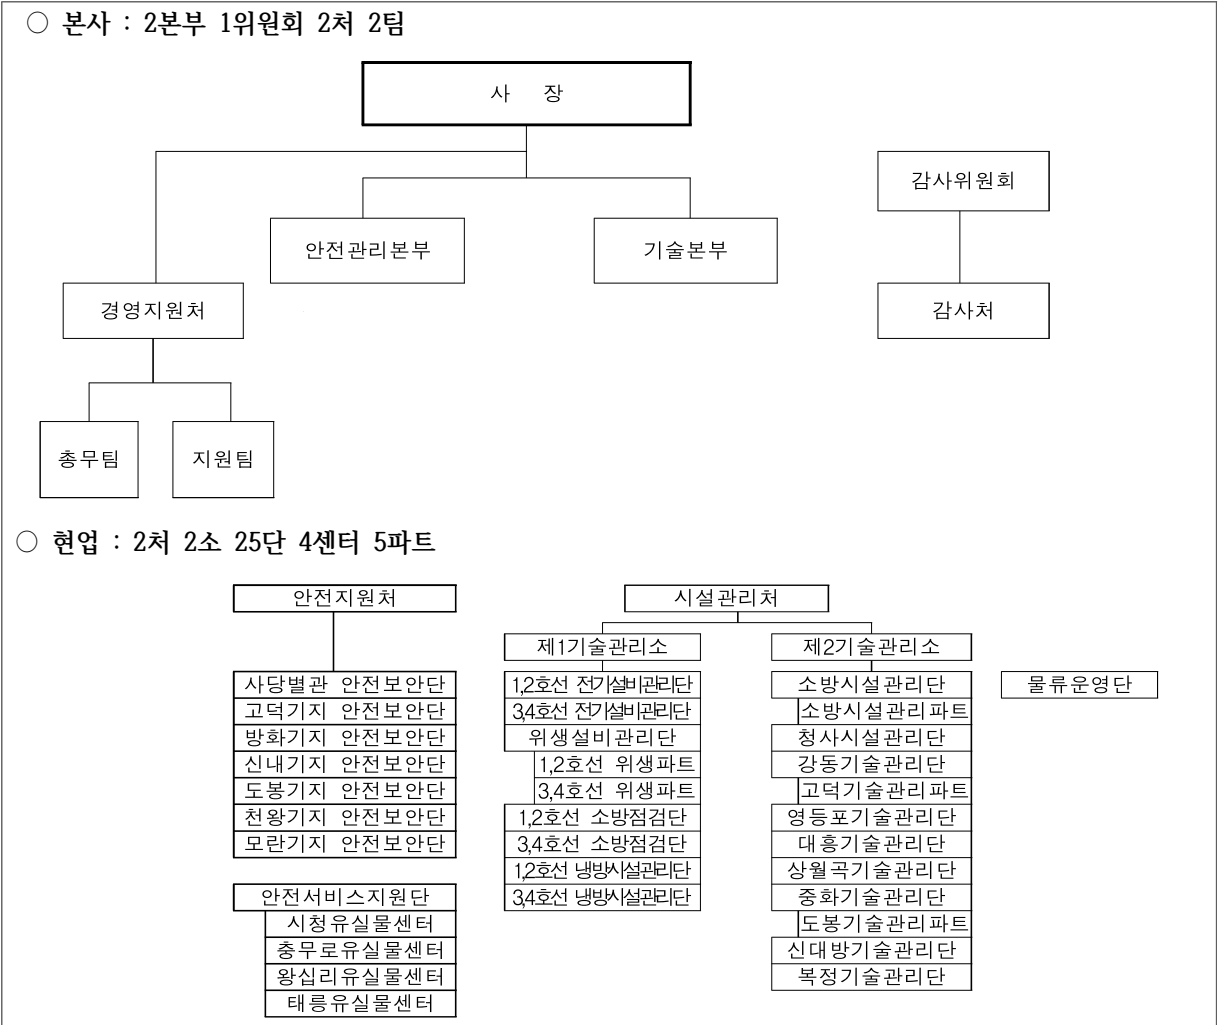 ○ 본사 : 2본부 1위원회 2처 2팀
사 장
감사위원회
안전관리본부
기술본부
경영지원처
감사처
총무팀
지원팀
○ 현업 : 2처 2소 25단 4센터 5파트
안전지원처
사당별관 안전보안단
고덕기지 안전보안단
방화기지 안전보안단
신내기지 안전보안단
도봉기지 안전보안단
천왕기지 안전보안단
모란기지 안전보안단
안전서비스지원단
시청유실물센터
충무로유실물센터
왕십리유실물센터
태릉유실물센터
시설관리처
제1기술관리소
1,2호선 전기설비관리단
3,4호선 전기설비관리단
위생설비관리단
1,2호선 위생파트
3,4호선 위생파트
1,2호선 소방점검단
3,4호선 소방점검단
1,2호선 냉방시설관리단
3,4호선 냉방시설관리단
제2기술관리소
소방시설관리단
소방시설관리파트
청사시설관리단
강동기술관리단
고덕기술관리파트
영등포기술관리단
대흥기술관리단
상월곡기술관리단
중화기술관리단
도봉기술관리파트
신대방기술관리단
복정기술관리단
물류운영단